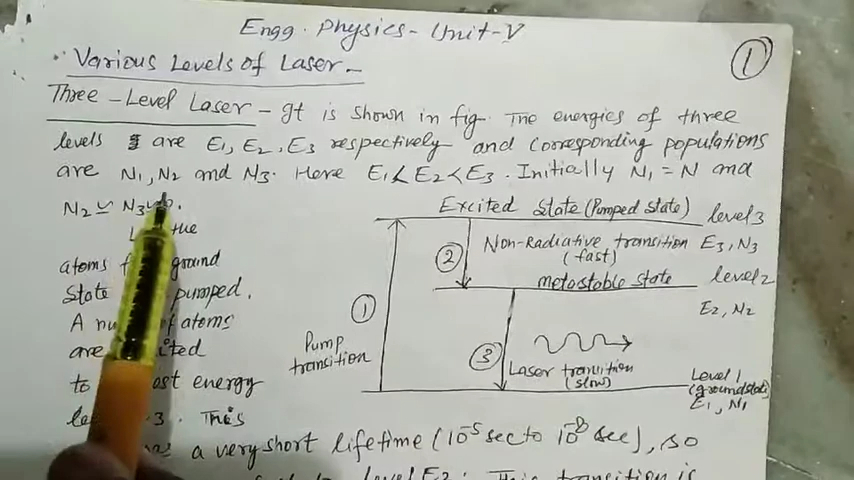 Engg. Physics - Unit-V
①
Various Levels of Laser -
Three-Level Laser - It is shown in fig. The energies of three
levels are E1, E2, E3 respectively and corresponding populations
are N1, N2 and N3. Here E1 < E2 < E3. Initially N1 = N and
N2 ≃ N3
the
atoms ground
State pumped.
A of atoms
are
to energy
3. This
a very short lifetime (10⁻⁵ sec to 10⁻⁸ sec), so
level E2. This transition is
Excited State (Pumped State) level 3
② Non-Radiative transition E3, N3
(fast)
metastable state level 2
E2, N2
①
Pump
transition
③ Laser transition
(slow)
Level 1
(ground state)
E1, N1